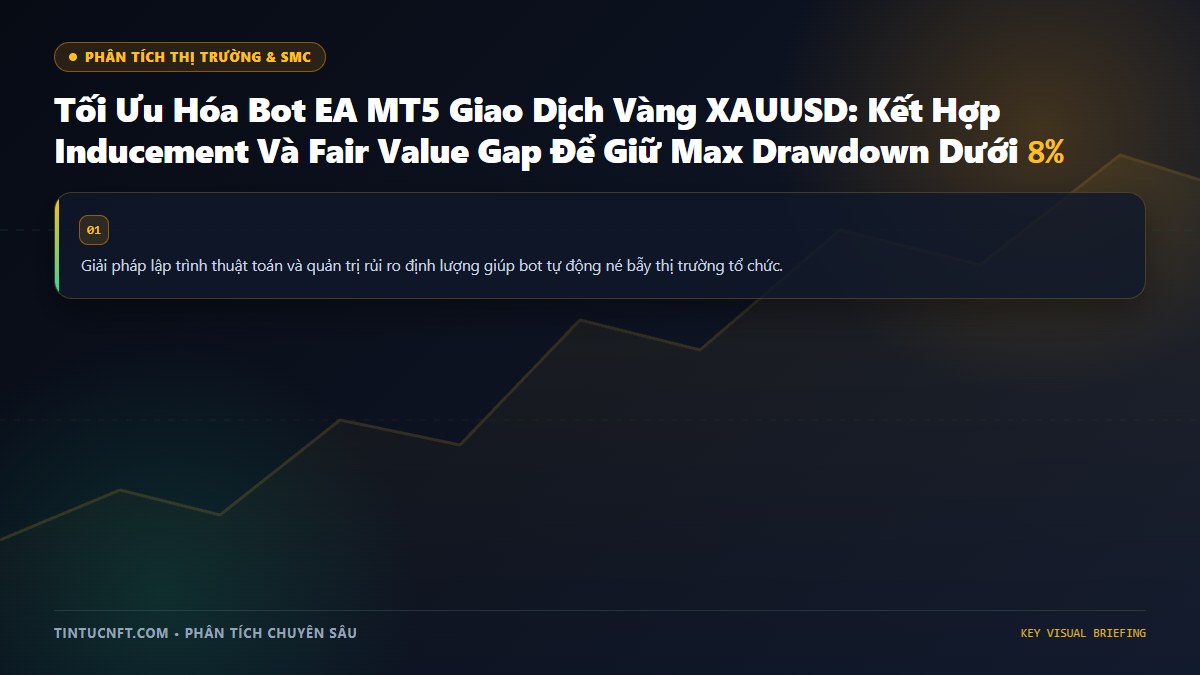 PHÂN TÍCH THỊ TRƯỜNG & SMC
Tối Ưu Hóa Bot EA MT5 Giao Dịch Vàng XAUUSD: Kết Hợp
Inducement Và Fair Value Gap Để Giữ Max Drawdown Dưới 8%
01
Giải pháp lập trình thuật toán và quản trị rủi ro định lượng giúp bot tự động né bẫy thị trường tổ chức.
TINTUCNFT.COM • PHÂN TÍCH CHUYÊN SÂU
KEY VISUAL BRIEFING